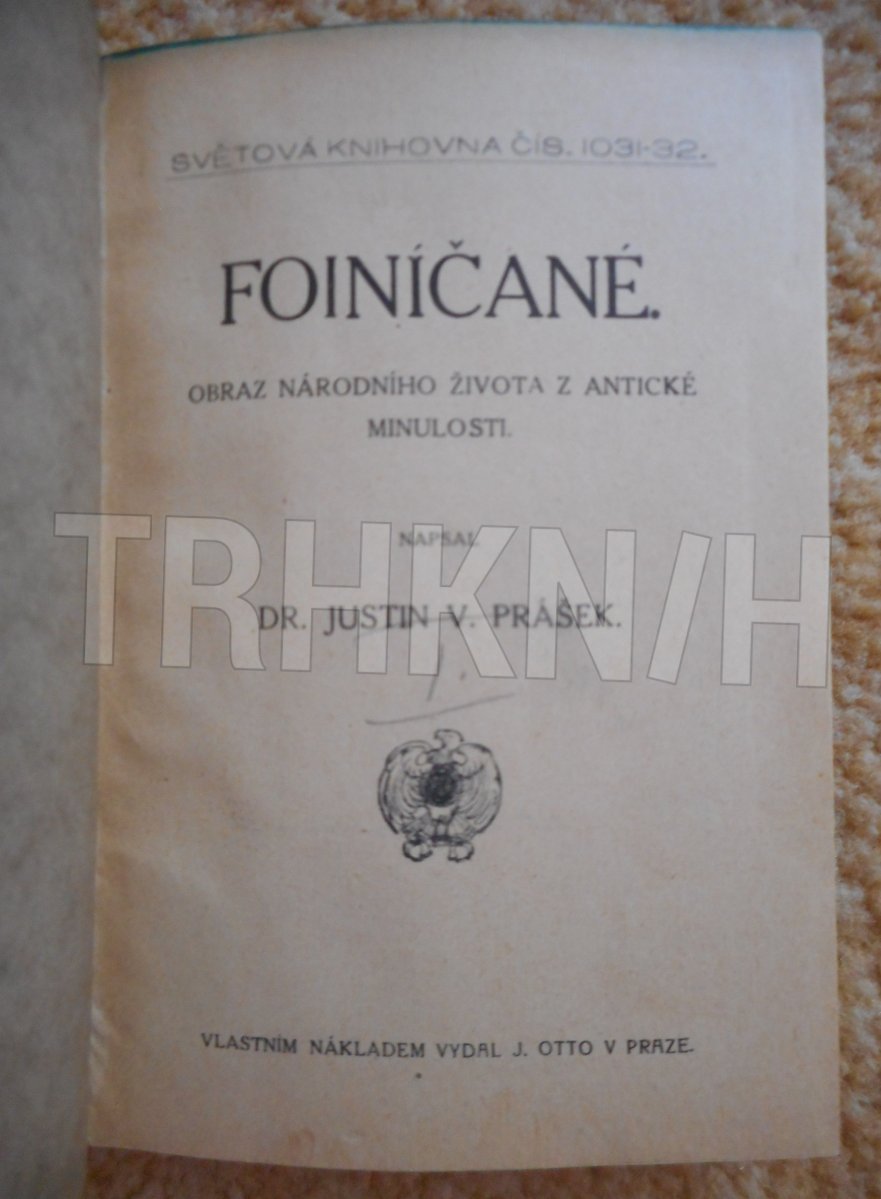 SVĚTOVÁ KNIHOVNA ČÍS. 1031-32.
FOINÍČANÉ.
OBRAZ NÁRODNÍHO ŽIVOTA Z ANTICKÉ
MINULOSTI.
NAPSAL
TRHKN/H
DR. JUSTIN V. PRÁŠEK.
VLASTNÍM NÁKLADEM VYDAL J. OTTO V PRAZE.